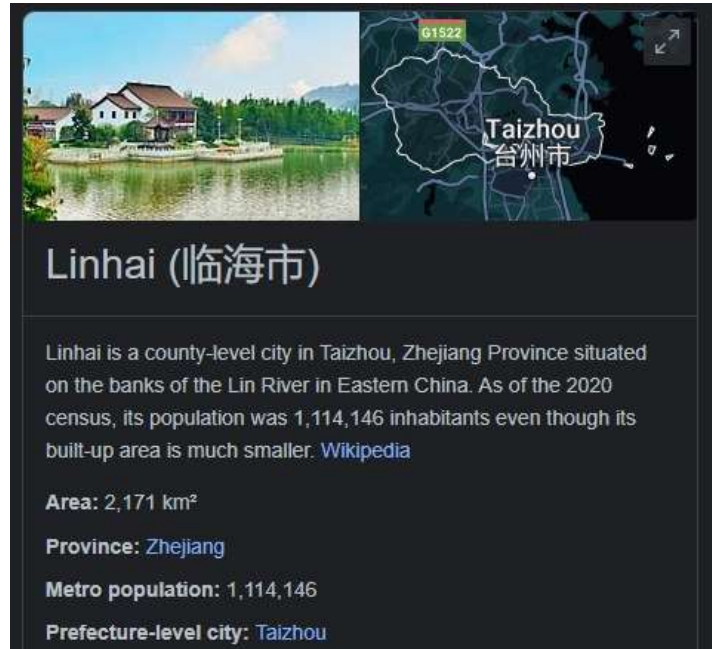 G1522
Taizhou
台州市
Linhai (临海市)
Linhai is a county-level city in Taizhou, Zhejiang Province situated
on the banks of the Lin River in Eastern China. As of the 2020
census, its population was 1,114,146 inhabitants even though its
built-up area is much smaller. Wikipedia
Area: 2,171 km²
Province: Zhejiang
Metro population: 1,114,146
Prefecture-level city: Taizhou